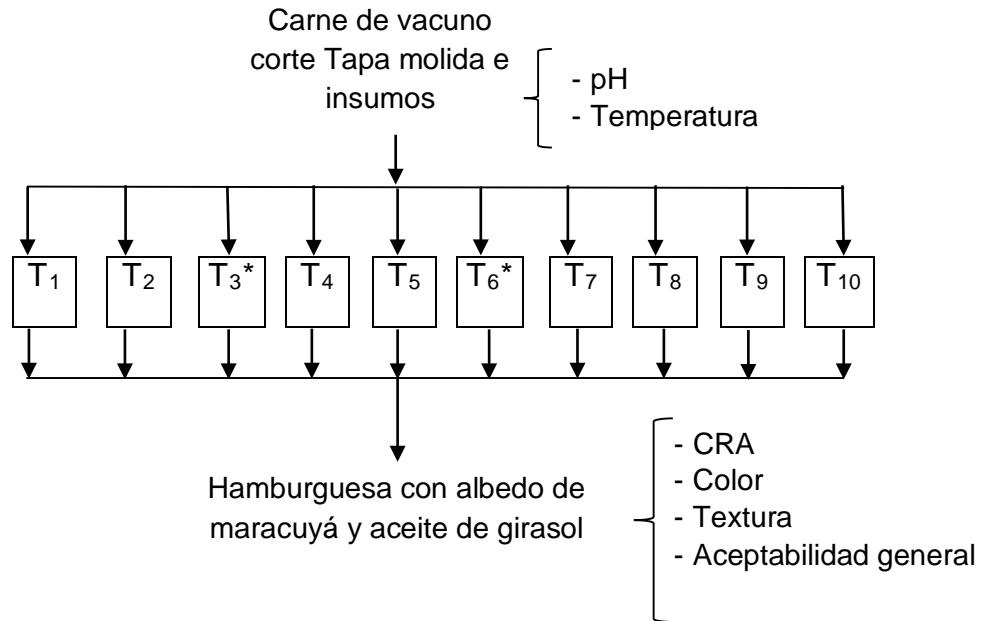 Carne de vacuno
corte Tapa molida e
insumos
- pH
- Temperatura
T1
T2
T3*
T4
T5
T6*
T7
T8
T9
T10
- CRA
- Color
- Textura
- Aceptabilidad general
Hamburguesa con albedo de
maracuyá y aceite de girasol